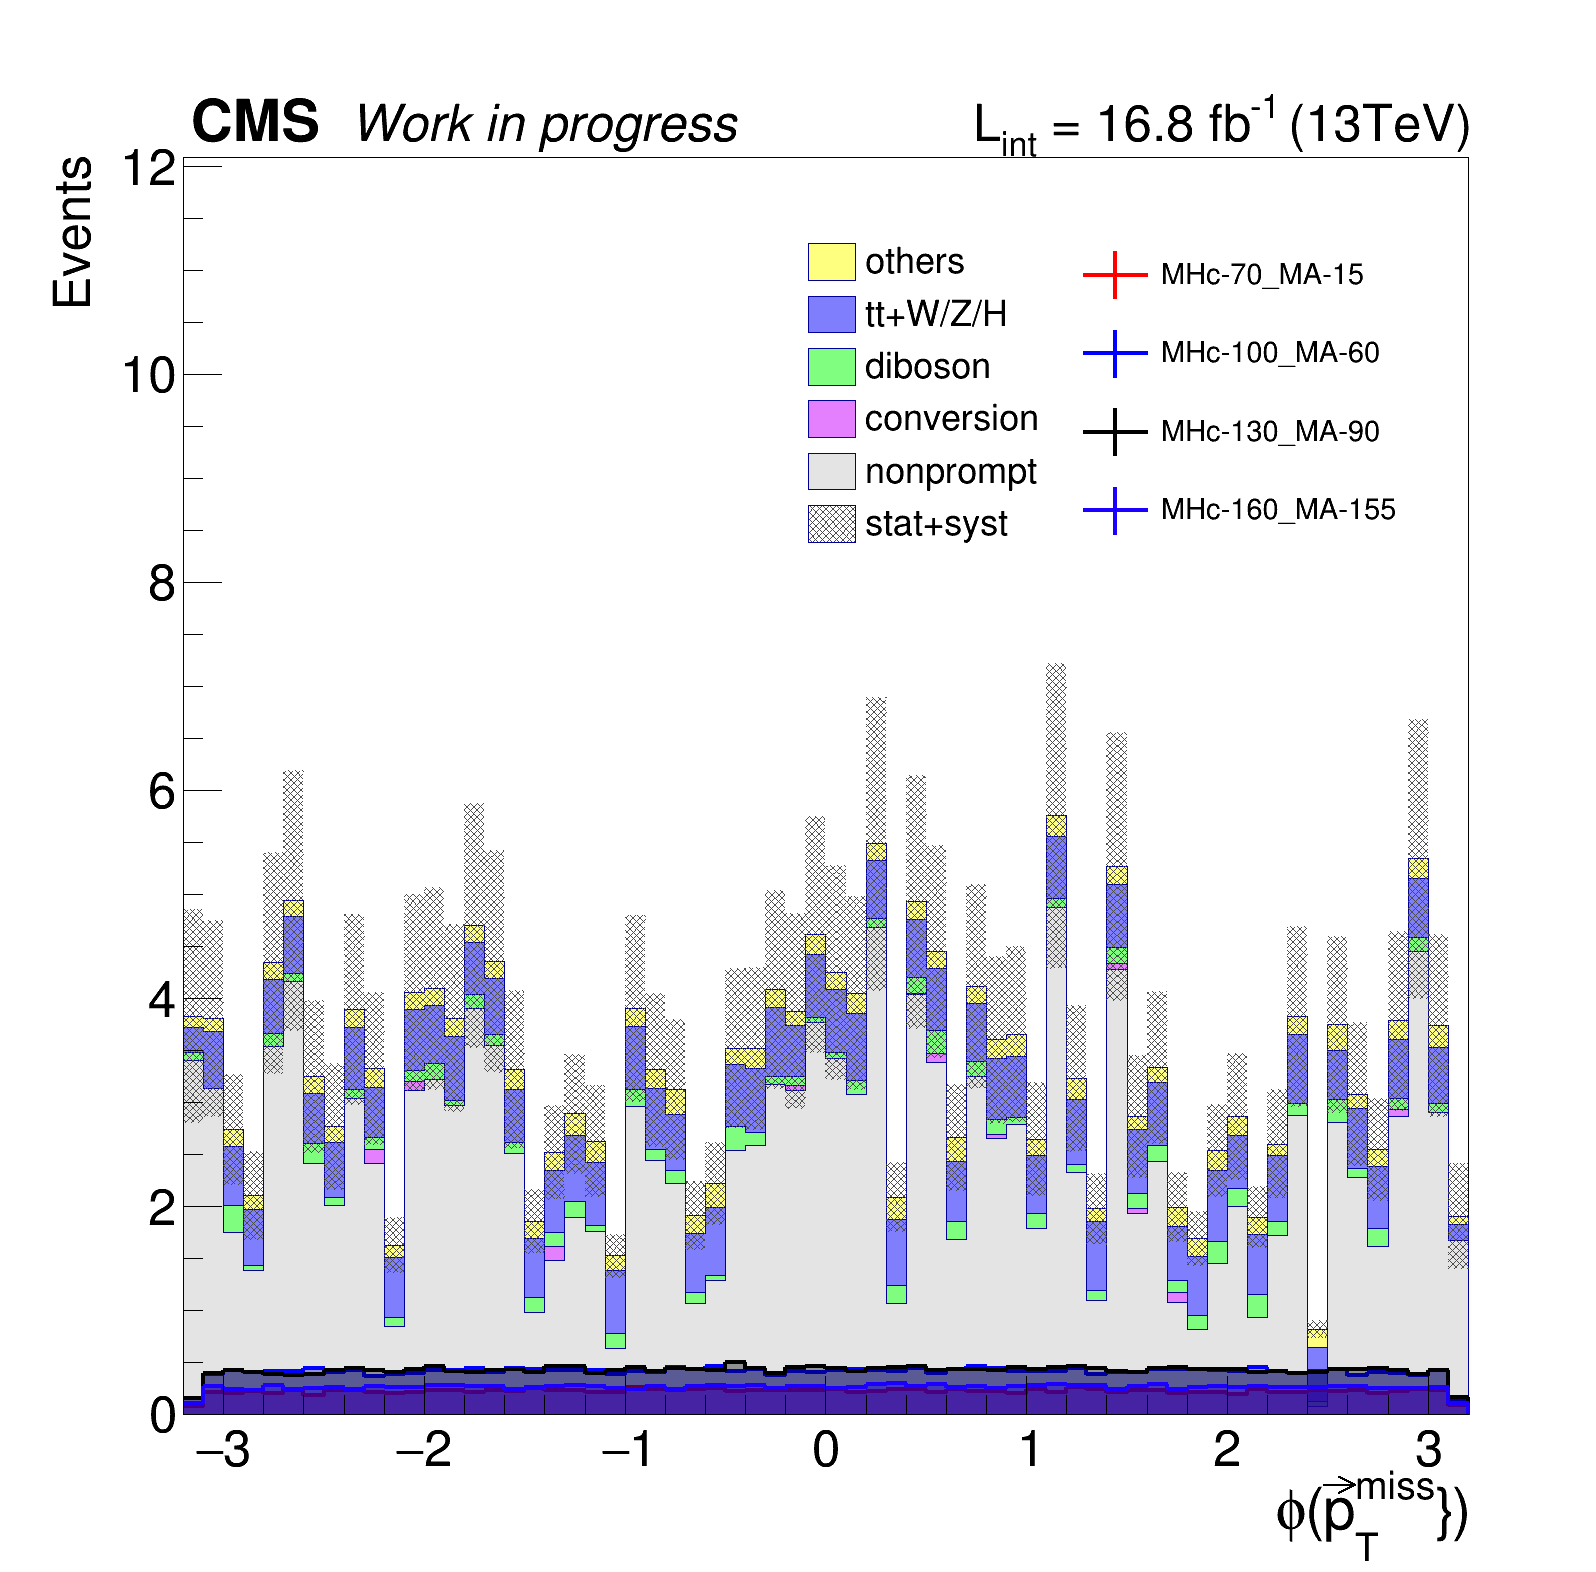 CMS Work in progress L_int = 16.8 fb^-1 (13TeV)
Events
12
10
8
6
4
2
0
others
tt+W/Z/H
diboson
conversion
nonprompt
stat+syst
MHc-70_MA-15
MHc-100_MA-60
MHc-130_MA-90
MHc-160_MA-155
−3 −2 −1 0 1 2 3
ϕ(p⃗_T^miss})